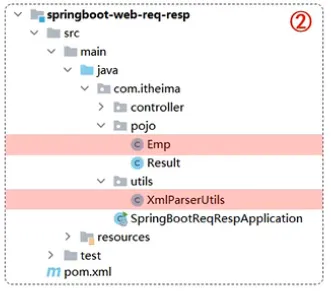 springboot-web-req-resp
②
src
main
java
com.itheima
controller
pojo
Emp
Result
utils
XmlParserUtils
SpringBootReqRespApplication
resources
test
pom.xml